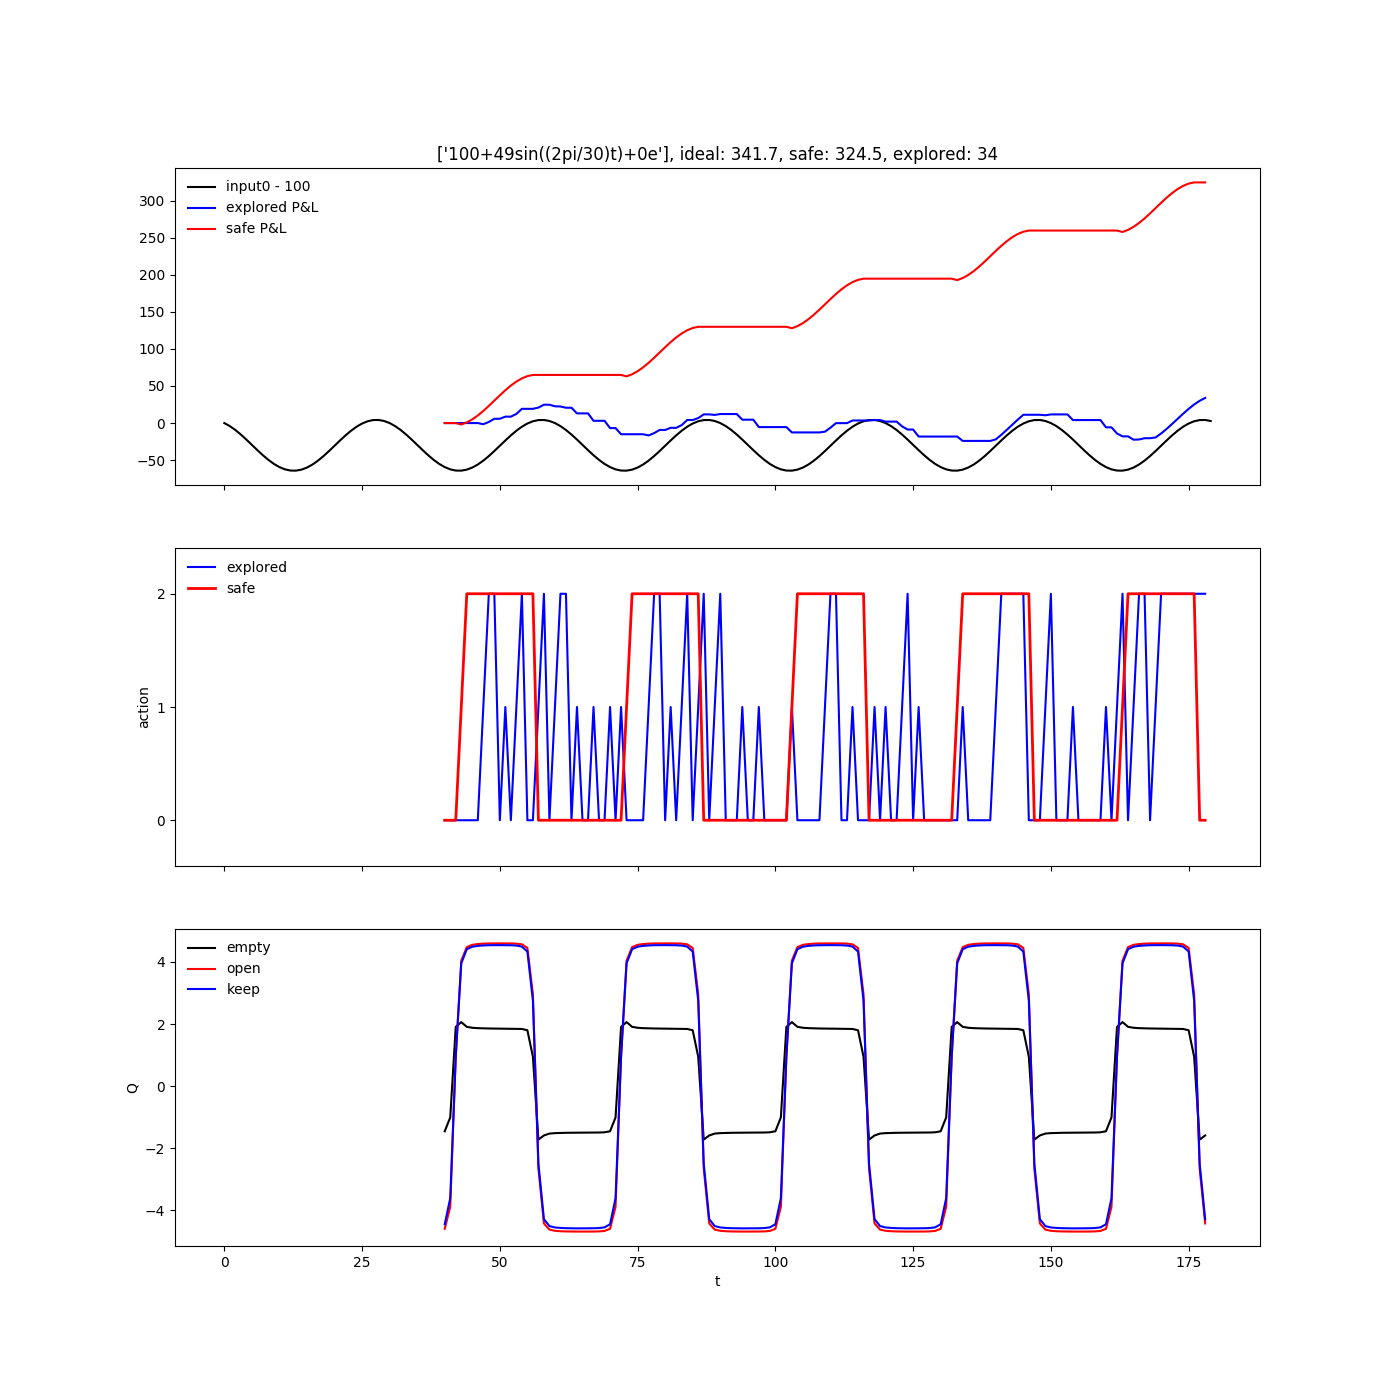 ['100+49sin((2pi/30)t)+0e'], ideal: 341.7, safe: 324.5, explored: 34
input0 - 100
explored P&L
safe P&L
300
250
200
150
100
50
0
−50
explored
safe
2
1
0
action
empty
open
keep
4
2
0
−2
−4
Q
0 25 50 75 100 125 150 175
t